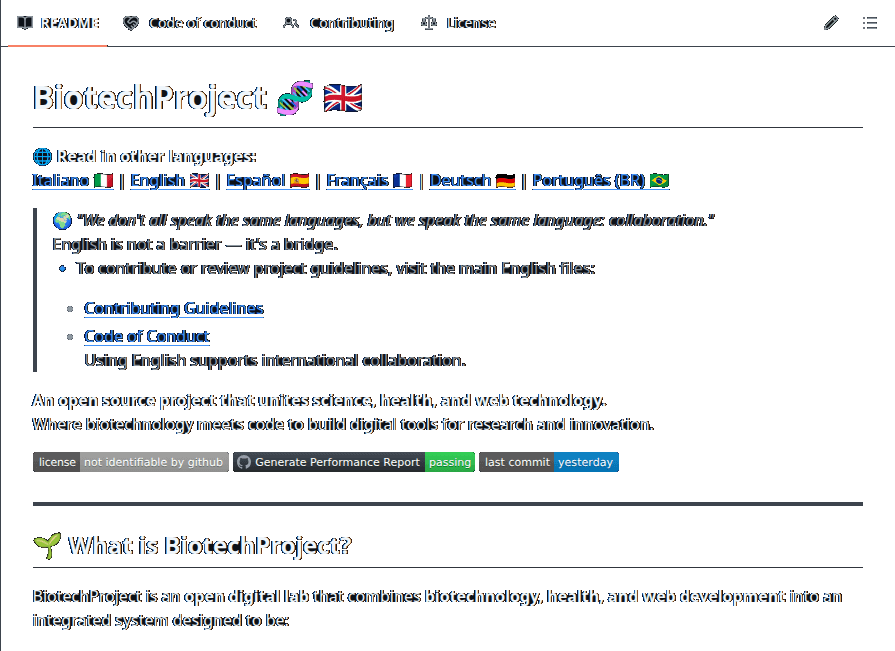 README Code of conduct Contributing License
BiotechProject 🧬 🇬🇧
🌐 Read in other languages:
Italiano 🇮🇹 | English 🇬🇧 | Español 🇪🇸 | Français 🇫🇷 | Deutsch 🇩🇪 | Português (BR) 🇧🇷
🌍 "We don't all speak the same languages, but we speak the same language: collaboration."
English is not a barrier — it's a bridge.
• To contribute or review project guidelines, visit the main English files:
• Contributing Guidelines
• Code of Conduct
Using English supports international collaboration.
An open source project that unites science, health, and web technology.
Where biotechnology meets code to build digital tools for research and innovation.
license not identifiable by github Generate Performance Report passing last commit yesterday
🌱 What is BiotechProject?
BiotechProject is an open digital lab that combines biotechnology, health, and web development into an
integrated system designed to be: